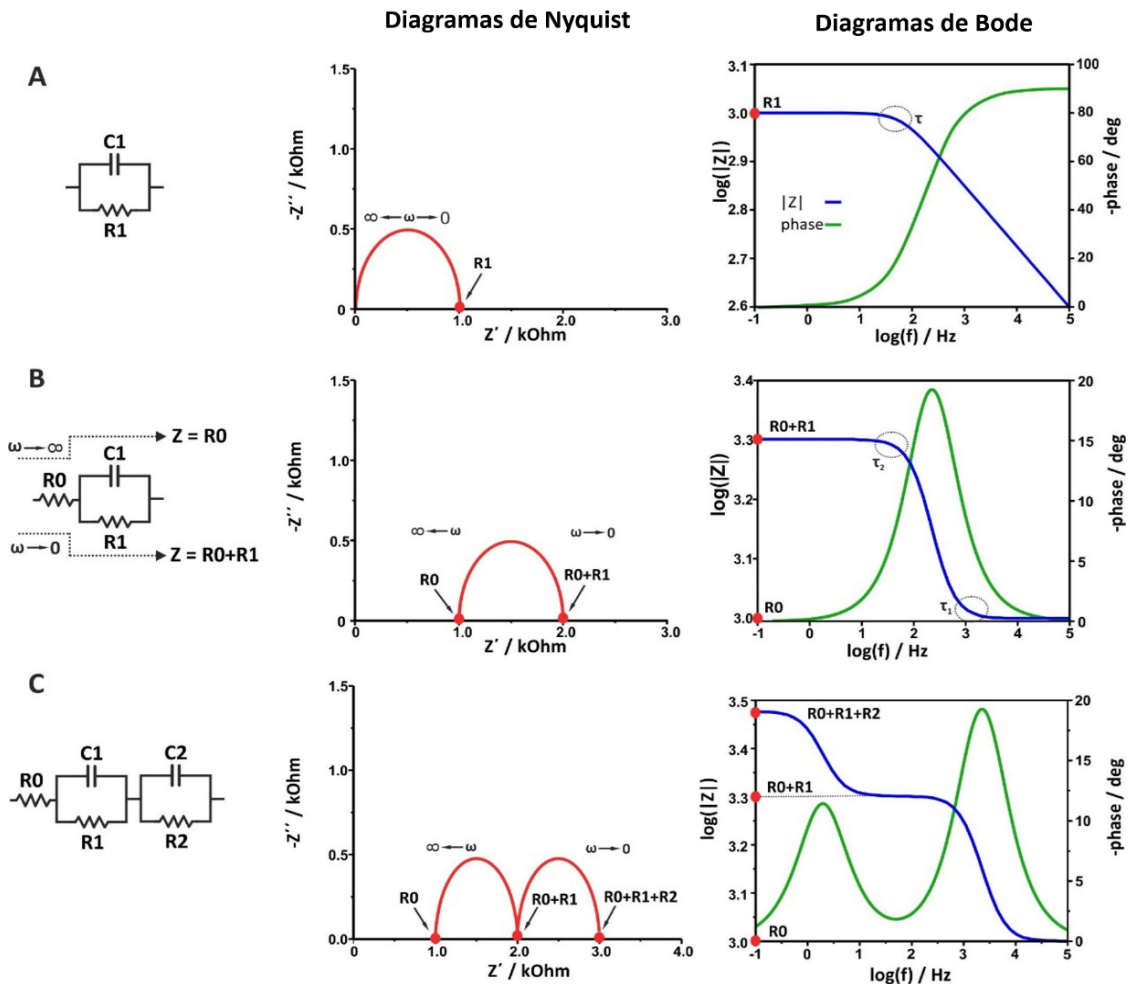 Diagramas de Nyquist
Diagramas de Bode
A
C1
R1
1.5
1.0
0.5
0
-Z´´ / kOhm
∞ ← ω → 0
R1
0
1.0
2.0
3.0
Z´ / kOhm
3.1
3.0
2.9
2.8
2.7
2.6
log(|Z|)
R1
τ
|Z|
phase
100
80
60
40
20
0
-phase / deg
-1
0
1
2
3
4
5
log(f) / Hz
B
ω → ∞
Z = R0
C1
R0
R1
ω → 0
Z = R0+R1
1.5
1.0
0.5
0
-Z´´ / kOhm
∞ ← ω
ω → 0
R0
R0+R1
0
1.0
2.0
3.0
Z´ / kOhm
3.4
3.3
3.2
3.1
3.0
log(|Z|)
R0+R1
τ₂
τ₁
R0
20
15
10
5
0
-phase / deg
-1
0
1
2
3
4
5
log(f) / Hz
C
C1
C2
R0
R1
R2
1.5
1.0
0.5
0.0
-Z´´ / kOhm
∞ ← ω
ω → 0
R0
R0+R1
R0+R1+R2
0
1.0
2.0
3.0
4.0
Z´ / kOhm
3.5
3.4
3.3
3.2
3.1
3.0
log(|Z|)
R0+R1+R2
R0+R1
R0
20
15
10
5
0
-phase / deg
-1
0
1
2
3
4
5
log(f) / Hz